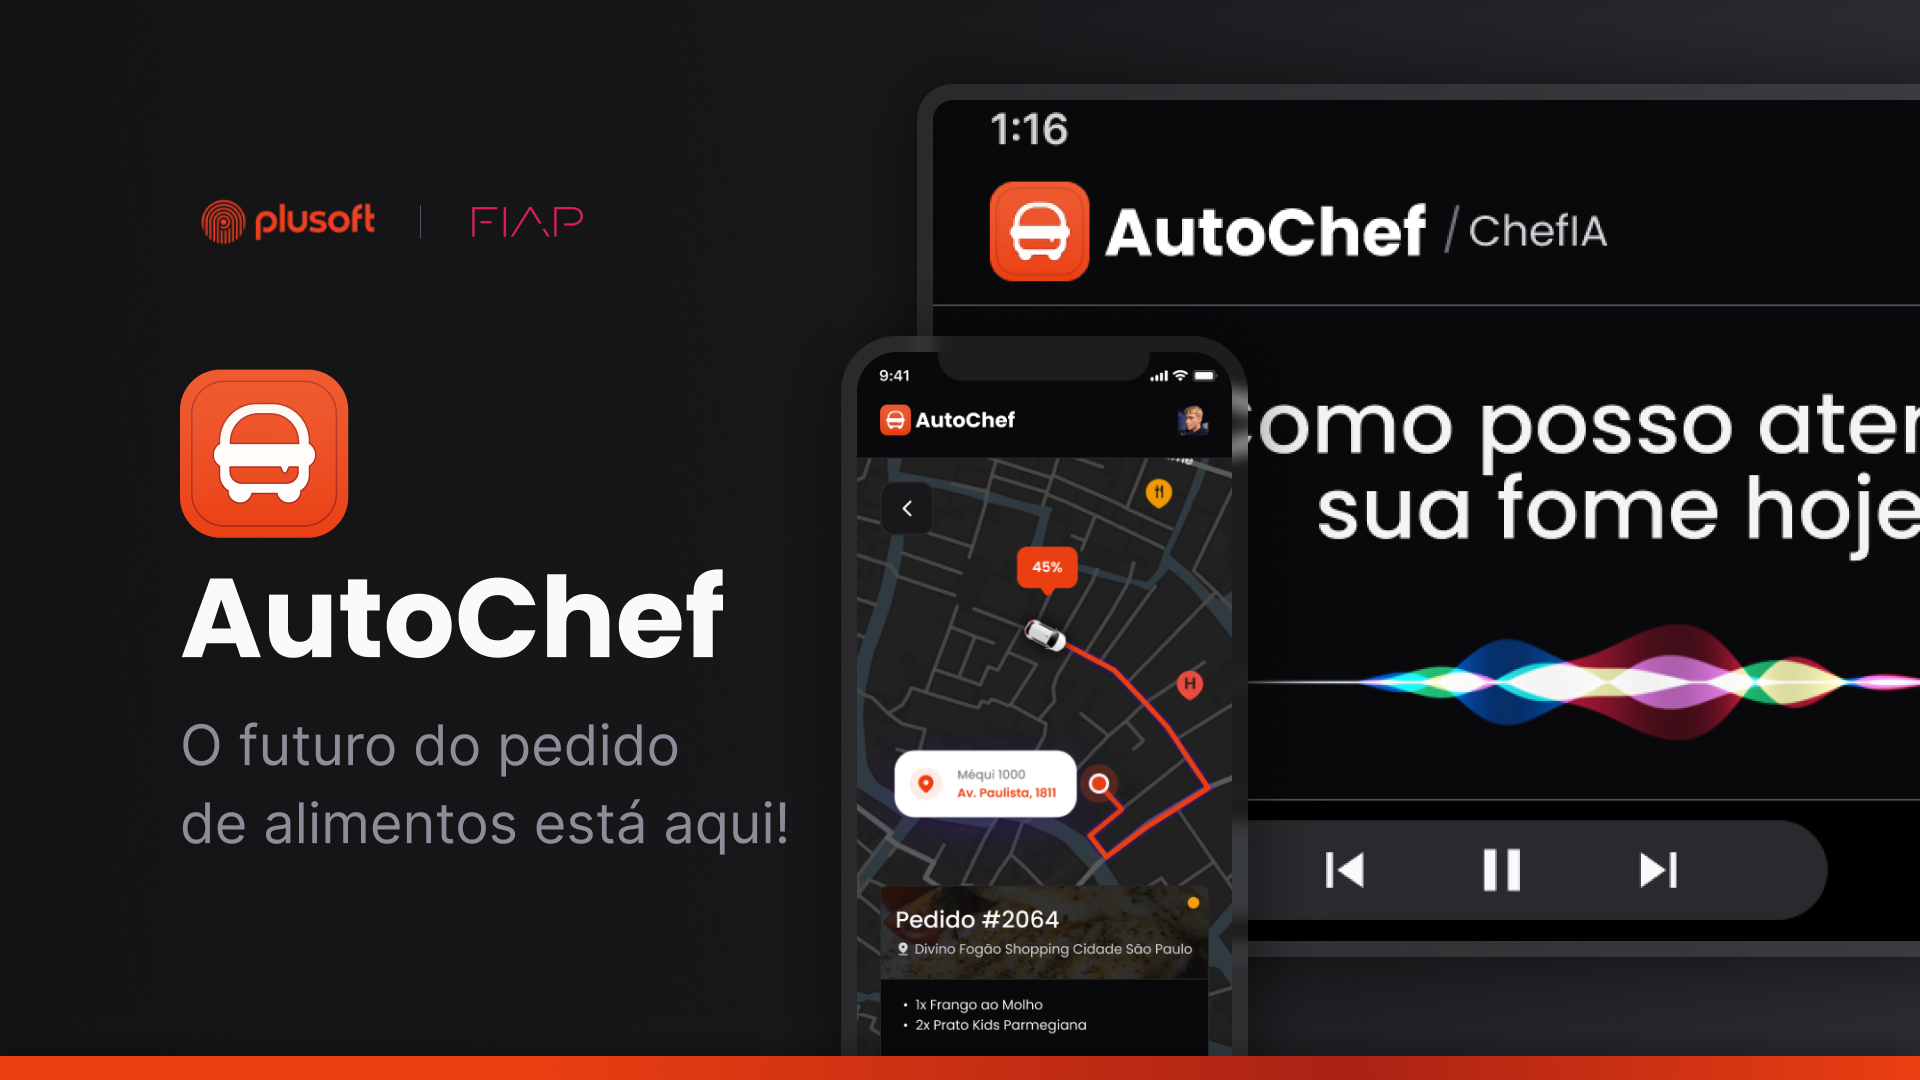 plusoft
FIAP
AutoChef
O futuro do pedido
de alimentos está aqui!
1:16
AutoChef / ChefIA
omo posso
sua fome hoje
9:41
AutoChef
45%
H
Méqui 1000
Av. Paulista, 1811
Pedido #2064
Divino Fogão Shopping Cidade São Paulo
• 1x Frango ao Molho
• 2x Prato Kids Parmegiana